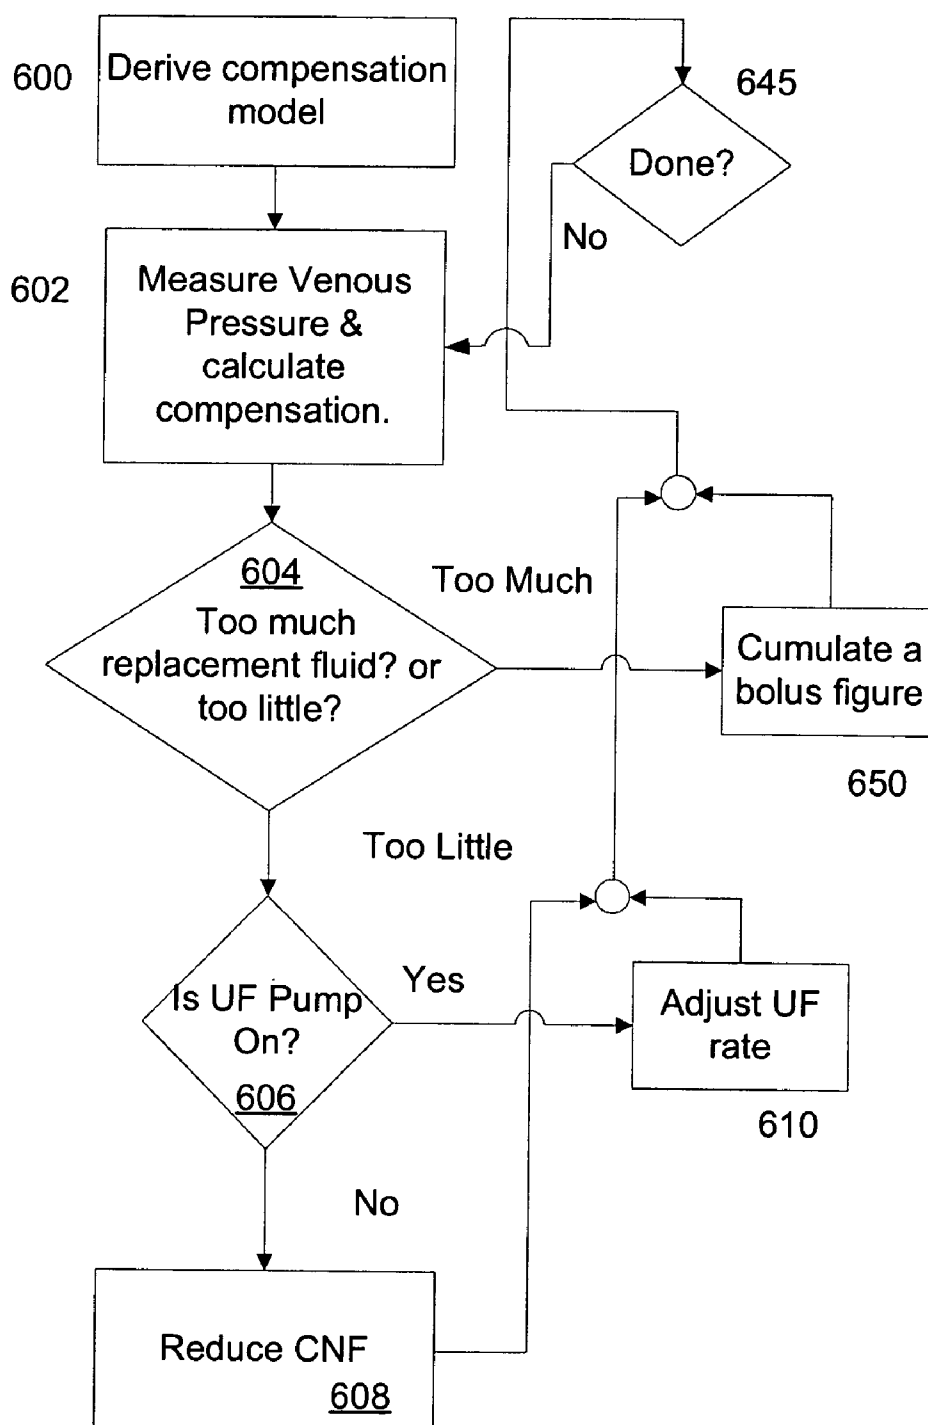 600
Derive compensation
model
645
Done?
No
602
Measure Venous
Pressure &
calculate
compensation.
604
Too much
replacement fluid? or
too little?
Too Much
Cumulate a
bolus figure
650
Too Little
Is UF Pump
On?
606
Yes
Adjust UF
rate
610
No
Reduce CNF
608